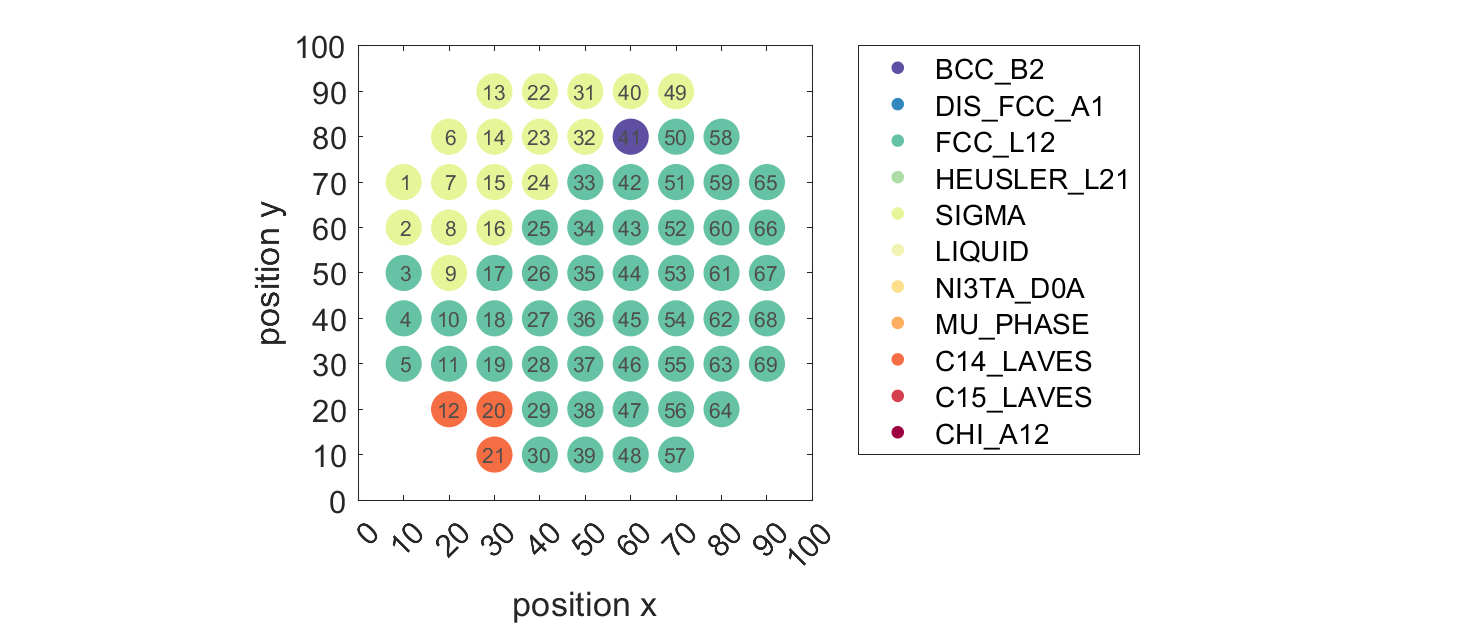 100
90
80
70
60
50
40
30
20
10
0
position y
13 22 31 40 49
6 14 23 32 41 50 58
1 7 15 24 33 42 51 59 65
2 8 16 25 34 43 52 60 66
3 9 17 26 35 44 53 61 67
4 10 18 27 36 45 54 62 68
5 11 19 28 37 46 55 63 69
12 20 29 38 47 56 64
21 30 39 48 57
0 10 20 30 40 50 60 70 80 90 100
position x
BCC_B2
DIS_FCC_A1
FCC_L12
HEUSLER_L21
SIGMA
LIQUID
NI3TA_D0A
MU_PHASE
C14_LAVES
C15_LAVES
CHI_A12